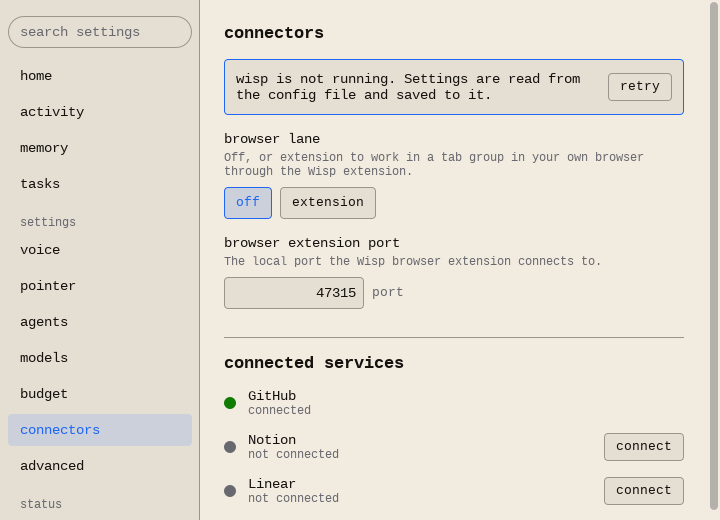 search settings
home
activity
memory
tasks
settings
voice
pointer
agents
models
budget
connectors
advanced
status
connectors
wisp is not running. Settings are read from
the config file and saved to it.
retry
browser lane
Off, or extension to work in a tab group in your own browser
through the Wisp extension.
off
extension
browser extension port
The local port the Wisp browser extension connects to.
47315 port
connected services
GitHub
connected
Notion
not connected
connect
Linear
not connected
connect